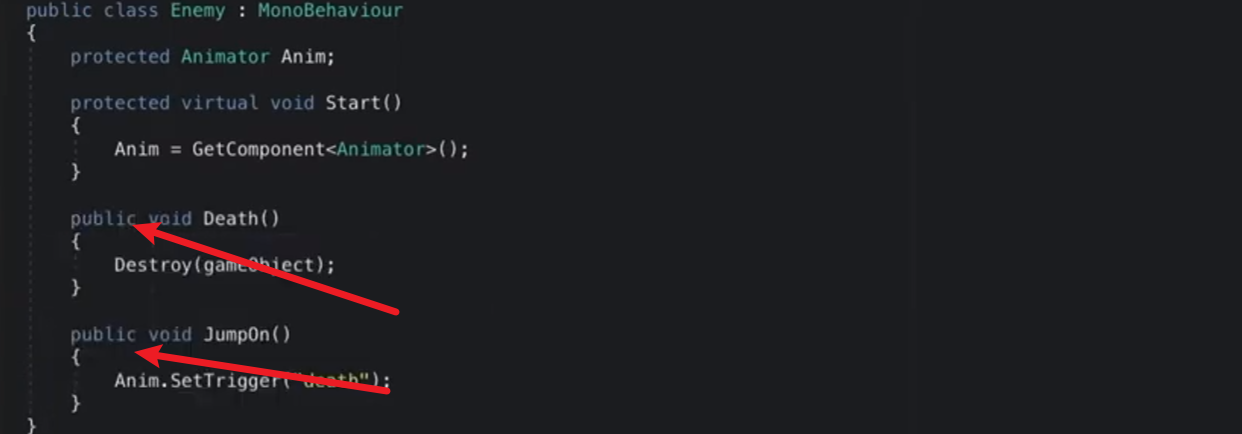 public class Enemy : MonoBehaviour
{
protected Animator Anim;
protected virtual void Start()
{
Anim = GetComponent<Animator>();
}
public void Death()
{
Destroy(gameObject);
}
public void JumpOn()
{
Anim.SetTrigger("death");
}
}